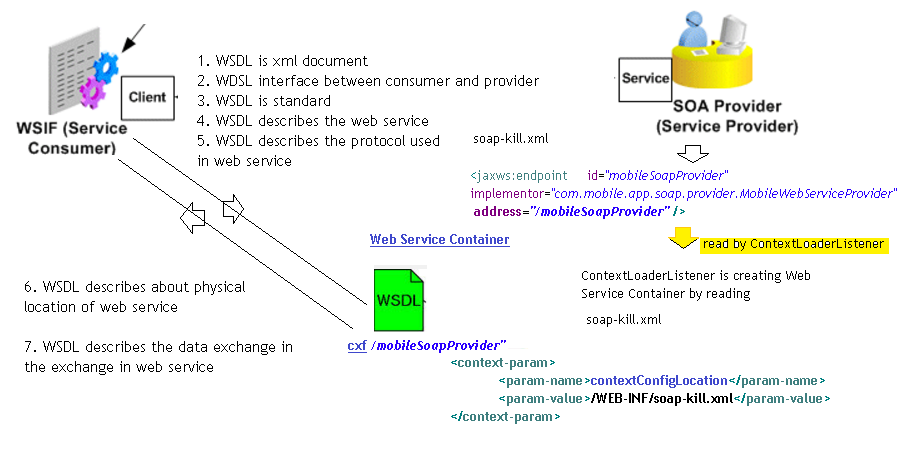 Client
WSIF (Service
Consumer)
1. WSDL is xml document
2. WDSL interface between consumer and provider
3. WSDL is standard
4. WSDL describes the web service
5. WSDL describes the protocol used
in web service
Service
SOA Provider
(Service Provider)
soap-kill.xml
<jaxws:endpoint id="mobileSoapProvider"
implementor="com.mobile.app.soap.provider.MobileWebServiceProvider"
address="/mobileSoapProvider" />
Web Service Container
read by ContextLoaderListener
ContextLoaderListener is creating Web
Service Container by reading
soap-kill.xml
6. WSDL describes about physical
location of web service
WSDL
7. WSDL describes the data exchange in
the exchange in web service
cxf /mobileSoapProvider"
<context-param>
<param-name>contextConfigLocation</param-name>
<param-value>/WEB-INF/soap-kill.xml</param-value>
</context-param>